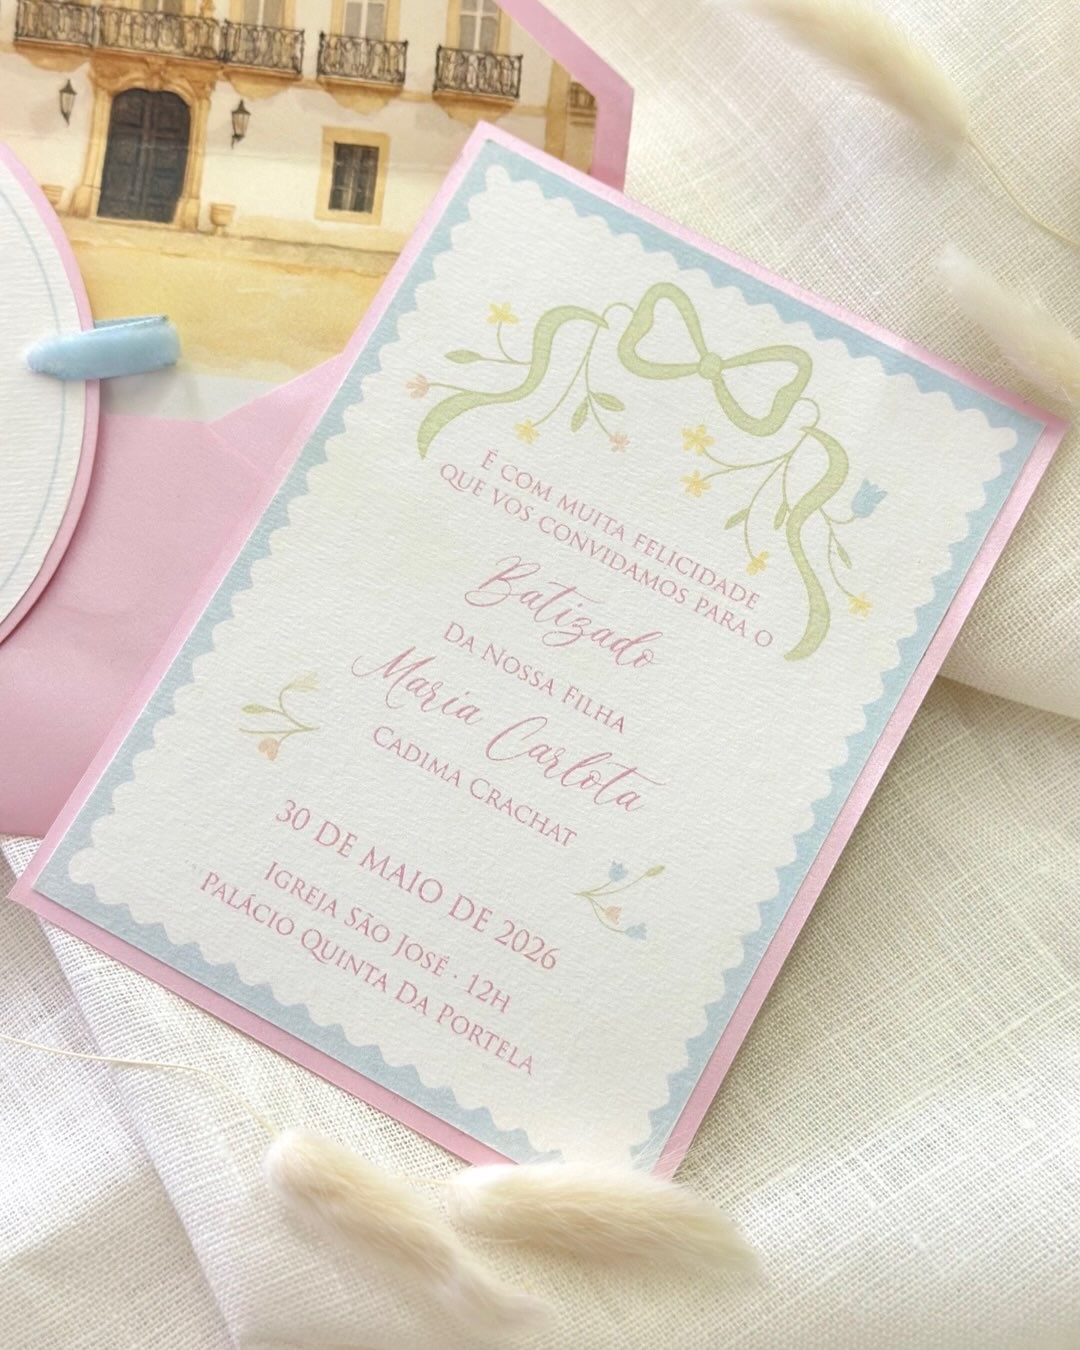 É COM MUITA FELICIDADE
QUE VOS CONVIDAMOS PARA O
Batizado
DA NOSSA FILHA
Maria Carlota
CADIMA CRACHAT
30 DE MAIO DE 2026
IGREJA SÃO JOSÉ · 12H
PALÁCIO QUINTA DA PORTELA